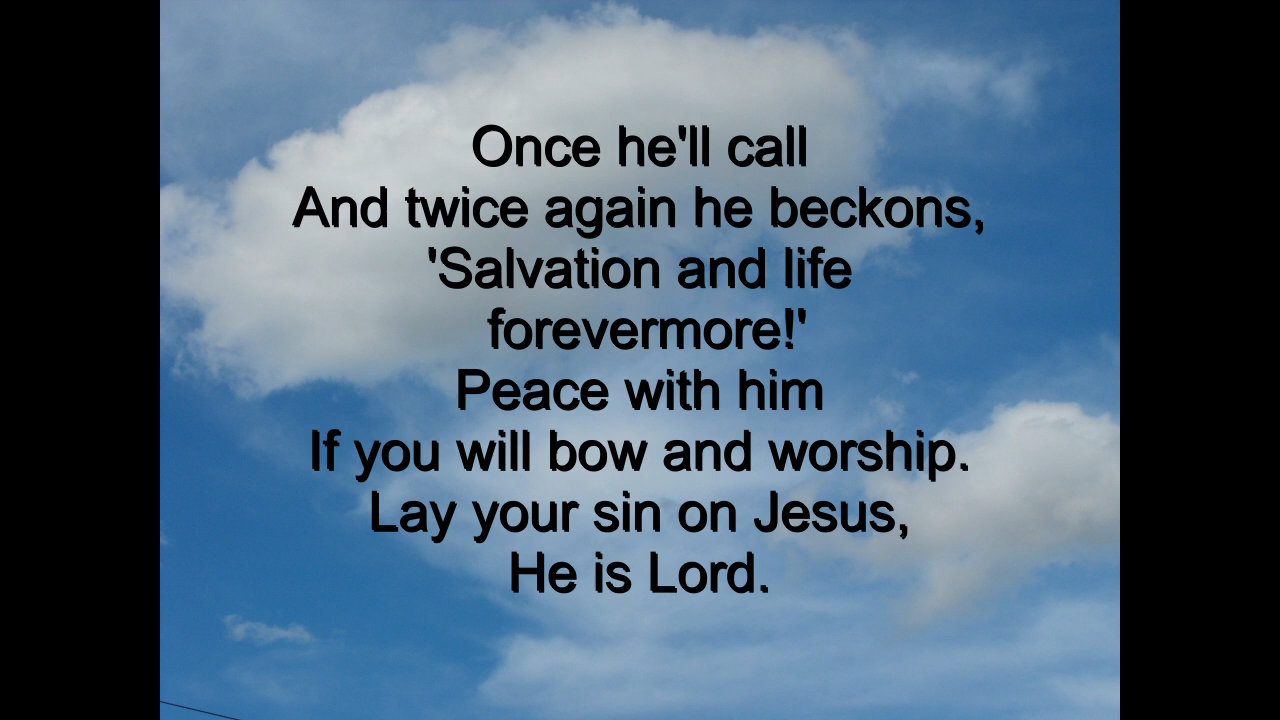 Once he'll call
And twice again he beckons,
'Salvation and life
forevermore!'
Peace with him
If you will bow and worship.
Lay your sin on Jesus,
He is Lord.